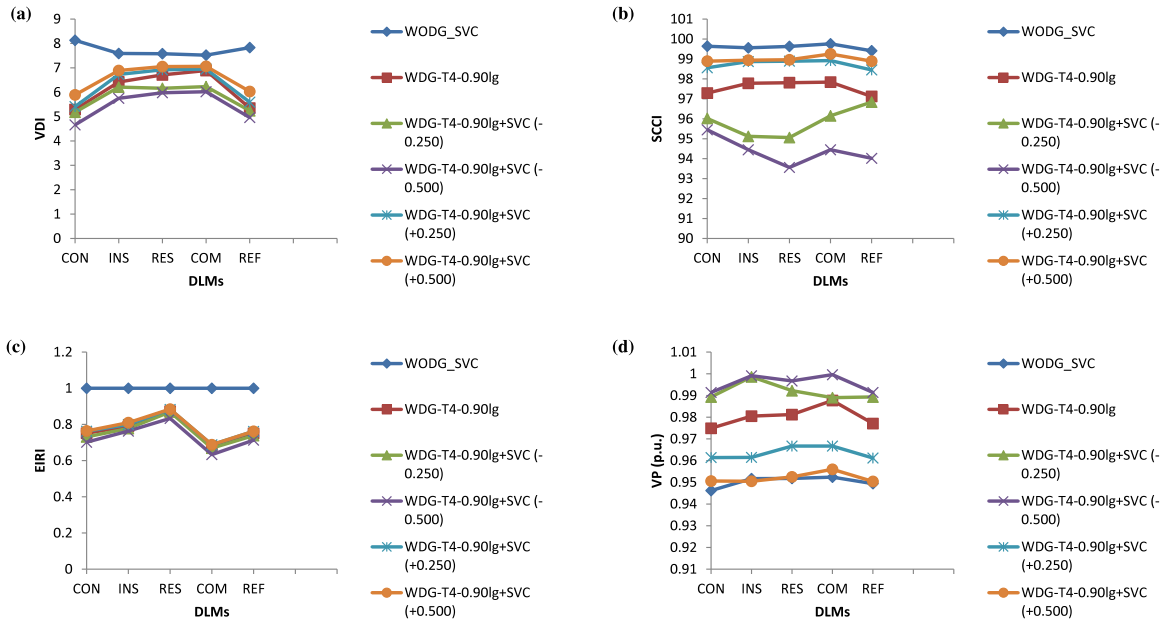 (a)
9
8
7
6
5
4
3
2
1
0
VDI
CON INS RES COM REF
DLMs
WODG_SVC
WDG-T4-0.90lg
WDG-T4-0.90lg+SVC (-
0.250)
WDG-T4-0.90lg+SVC (-
0.500)
WDG-T4-0.90lg+SVC
(+0.250)
WDG-T4-0.90lg+SVC
(+0.500)
(b)
101
100
99
98
97
96
95
94
93
92
91
90
SCCI
CON INS RES COM REF
DLMs
WODG_SVC
WDG-T4-0.90lg
WDG-T4-0.90lg+SVC (-
0.250)
WDG-T4-0.90lg+SVC (-
0.500)
WDG-T4-0.90lg+SVC
(+0.250)
WDG-T4-0.90lg+SVC
(+0.500)
(c)
1.2
1
0.8
0.6
0.4
0.2
0
EIRI
CON INS RES COM REF
DLMs
WODG_SVC
WDG-T4-0.90lg
WDG-T4-0.90lg+SVC (-
0.250)
WDG-T4-0.90lg+SVC (-
0.500)
WDG-T4-0.90lg+SVC
(+0.250)
WDG-T4-0.90lg+SVC
(+0.500)
(d)
1.01
1
0.99
0.98
0.97
0.96
0.95
0.94
0.93
0.92
0.91
VP (p.u.)
CON INS RES COM REF
DLMs
WODG_SVC
WDG-T4-0.90lg
WDG-T4-0.90lg+SVC (-
0.250)
WDG-T4-0.90lg+SVC (-
0.500)
WDG-T4-0.90lg+SVC
(+0.250)
WDG-T4-0.90lg+SVC
(+0.500)